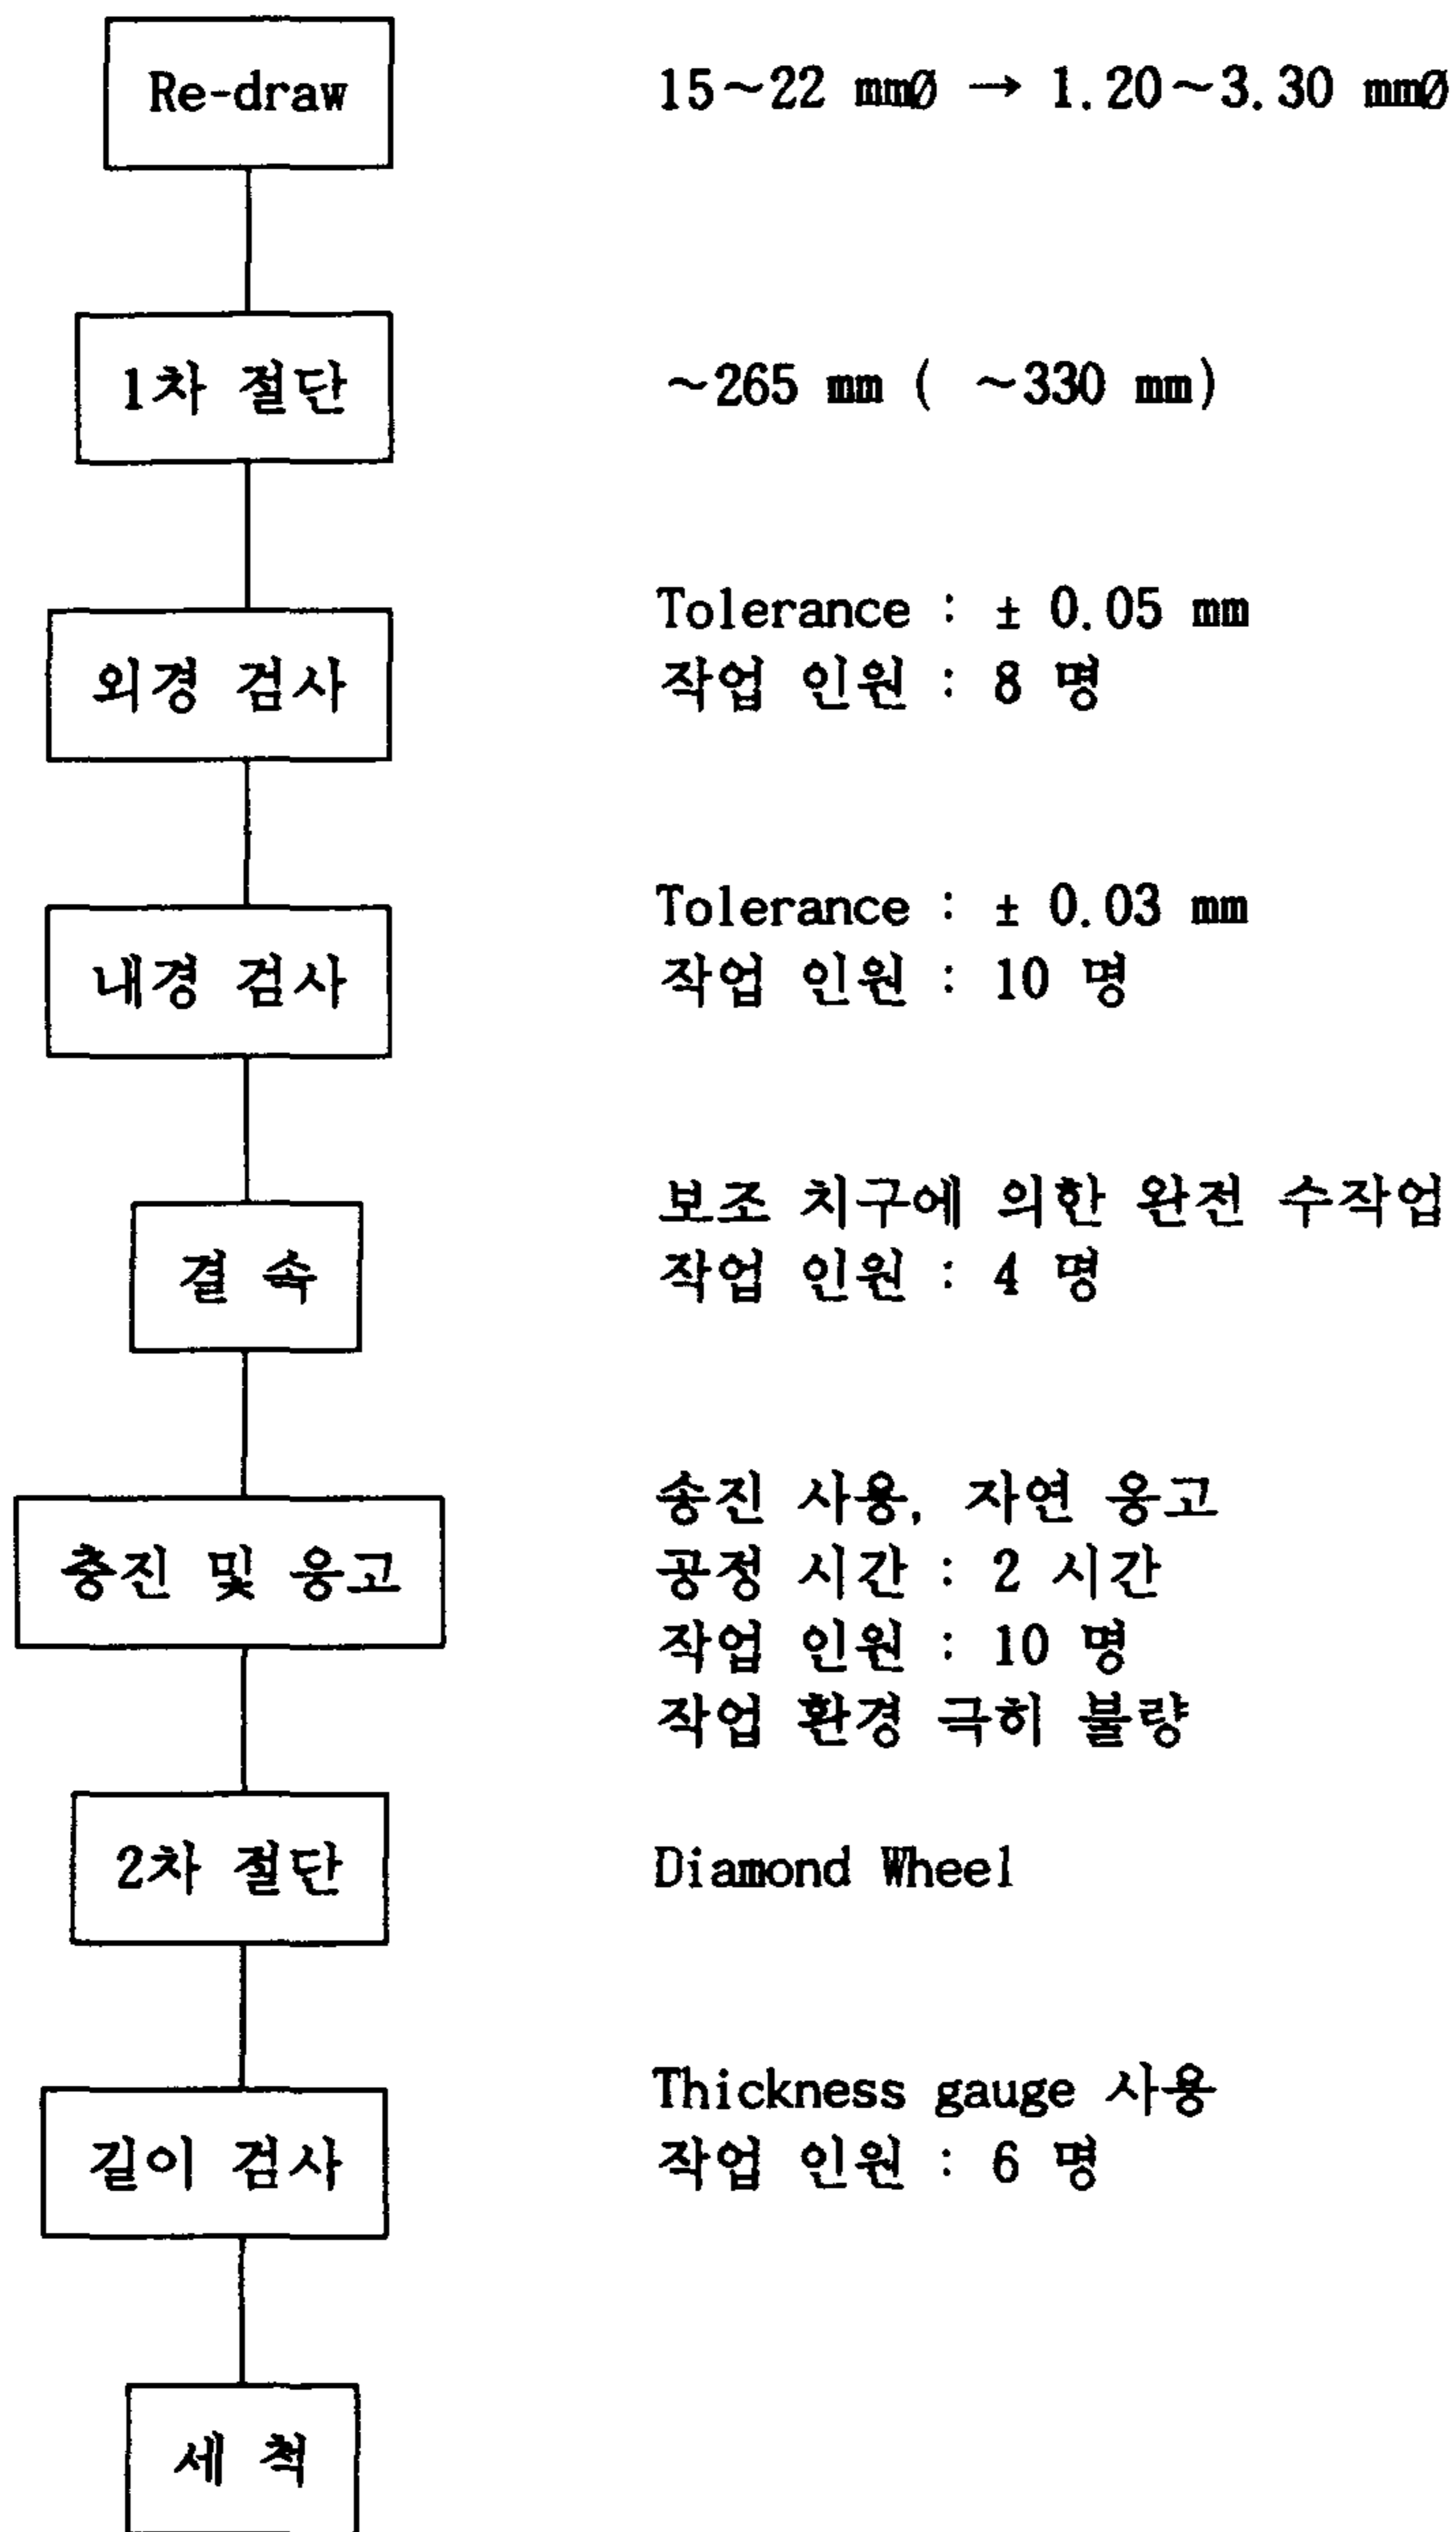 Re-draw
15~22 mmØ → 1.20~3.30 mmØ
1차 절단
~265 mm ( ~330 mm)
외경 검사
Tolerance : ± 0.05 mm
작업 인원 : 8 명
내경 검사
Tolerance : ± 0.03 mm
작업 인원 : 10 명
결 속
보조 치구에 의한 완전 수작업
작업 인원 : 4 명
충진 및 응고
송진 사용, 자연 응고
공정 시간 : 2 시간
작업 인원 : 10 명
작업 환경 극히 불량
2차 절단
Diamond Wheel
길이 검사
Thickness gauge 사용
작업 인원 : 6 명
세 척